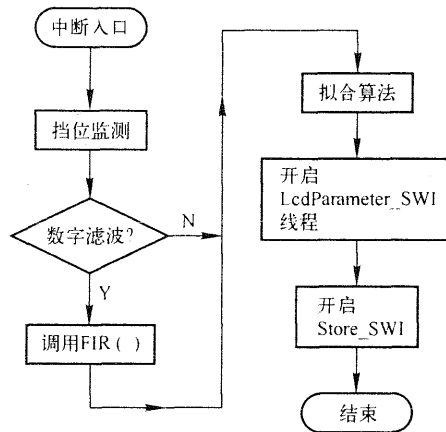 中断入口
挡位监测
数字滤波?
N
Y
调用FIR( )
拟合算法
开启
LcdParameter_SWI
线程
开启
Store_SWI
结束